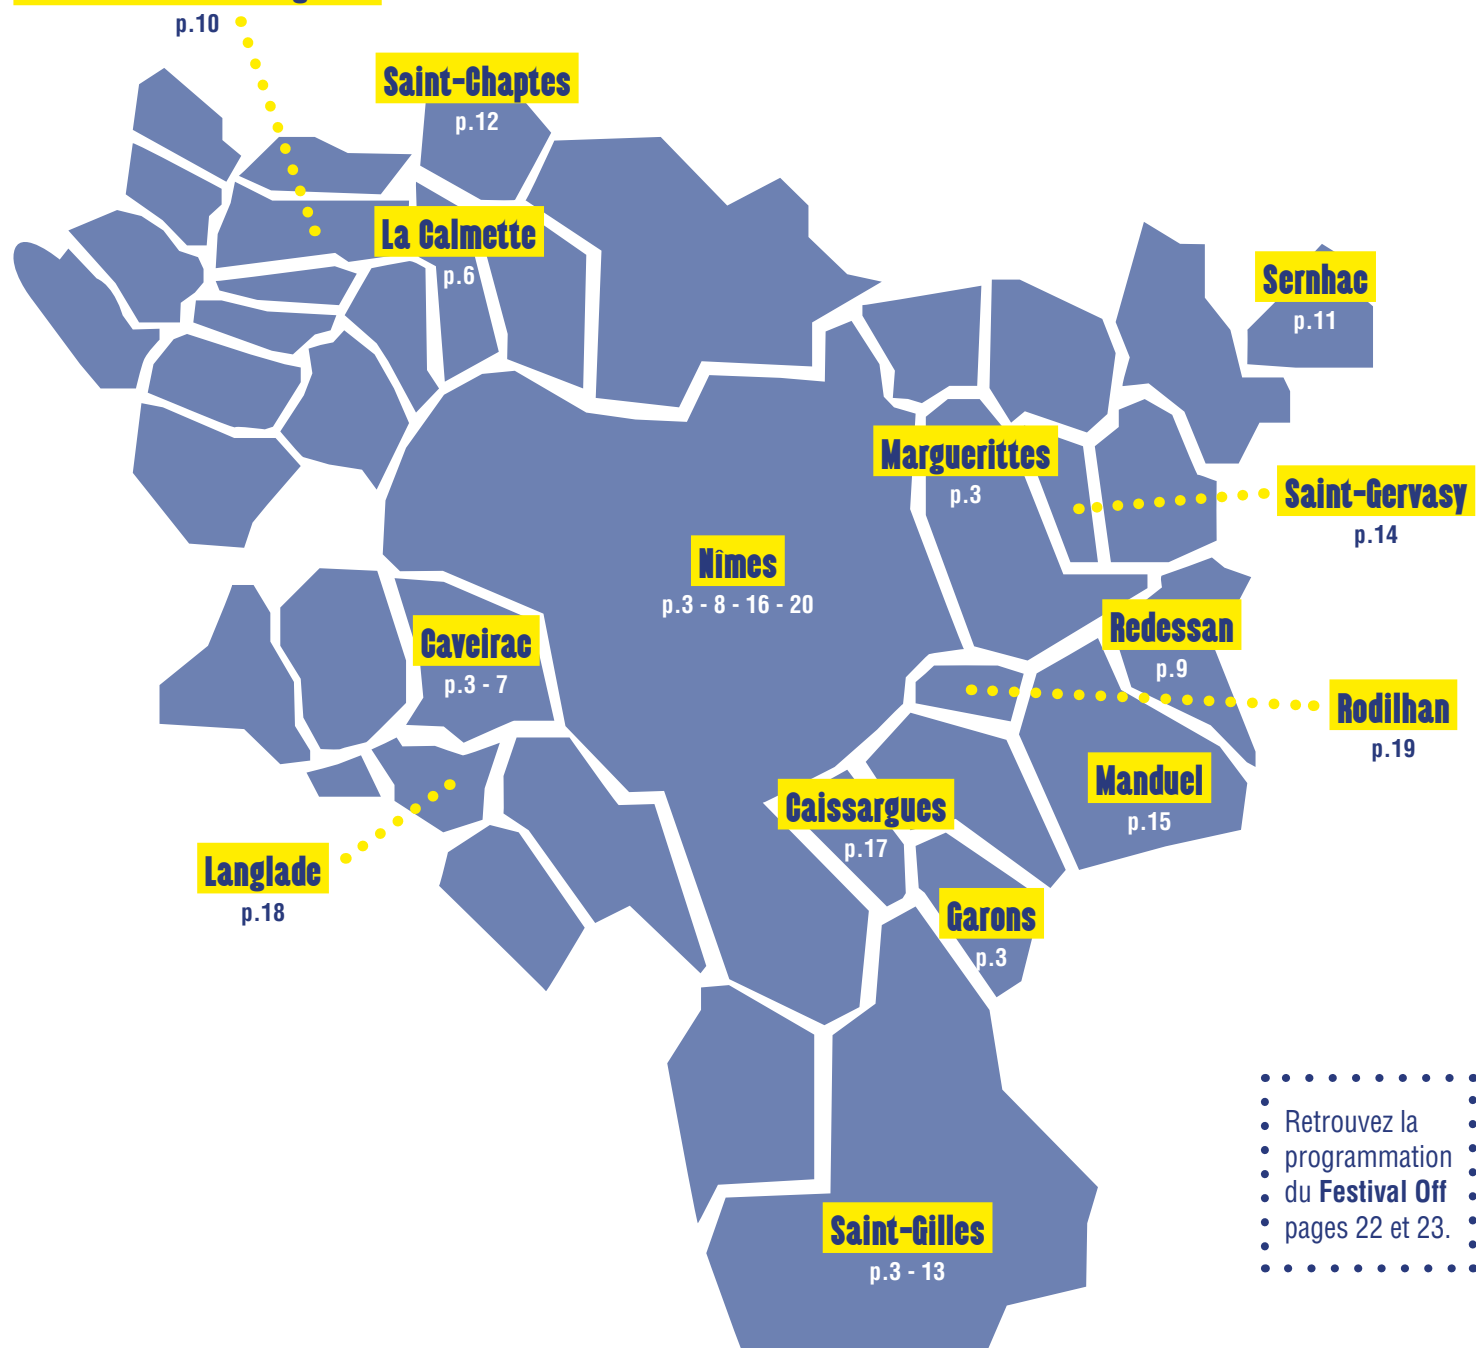 p.10
Saint-Chaptes
p.12
La Calmette
p.6
Sernhac
p.11
Marguerittes
p.3
Saint-Gervasy
p.14
Nîmes
p.3 - 8 - 16 - 20
Redessan
p.9
Caveirac
p.3 - 7
Rodilhan
p.19
Manduel
p.15
Caissargues
p.17
Langlade
p.18
Garons
p.3
Saint-Gilles
p.3 - 13
Retrouvez la
programmation
du Festival Off
pages 22 et 23.